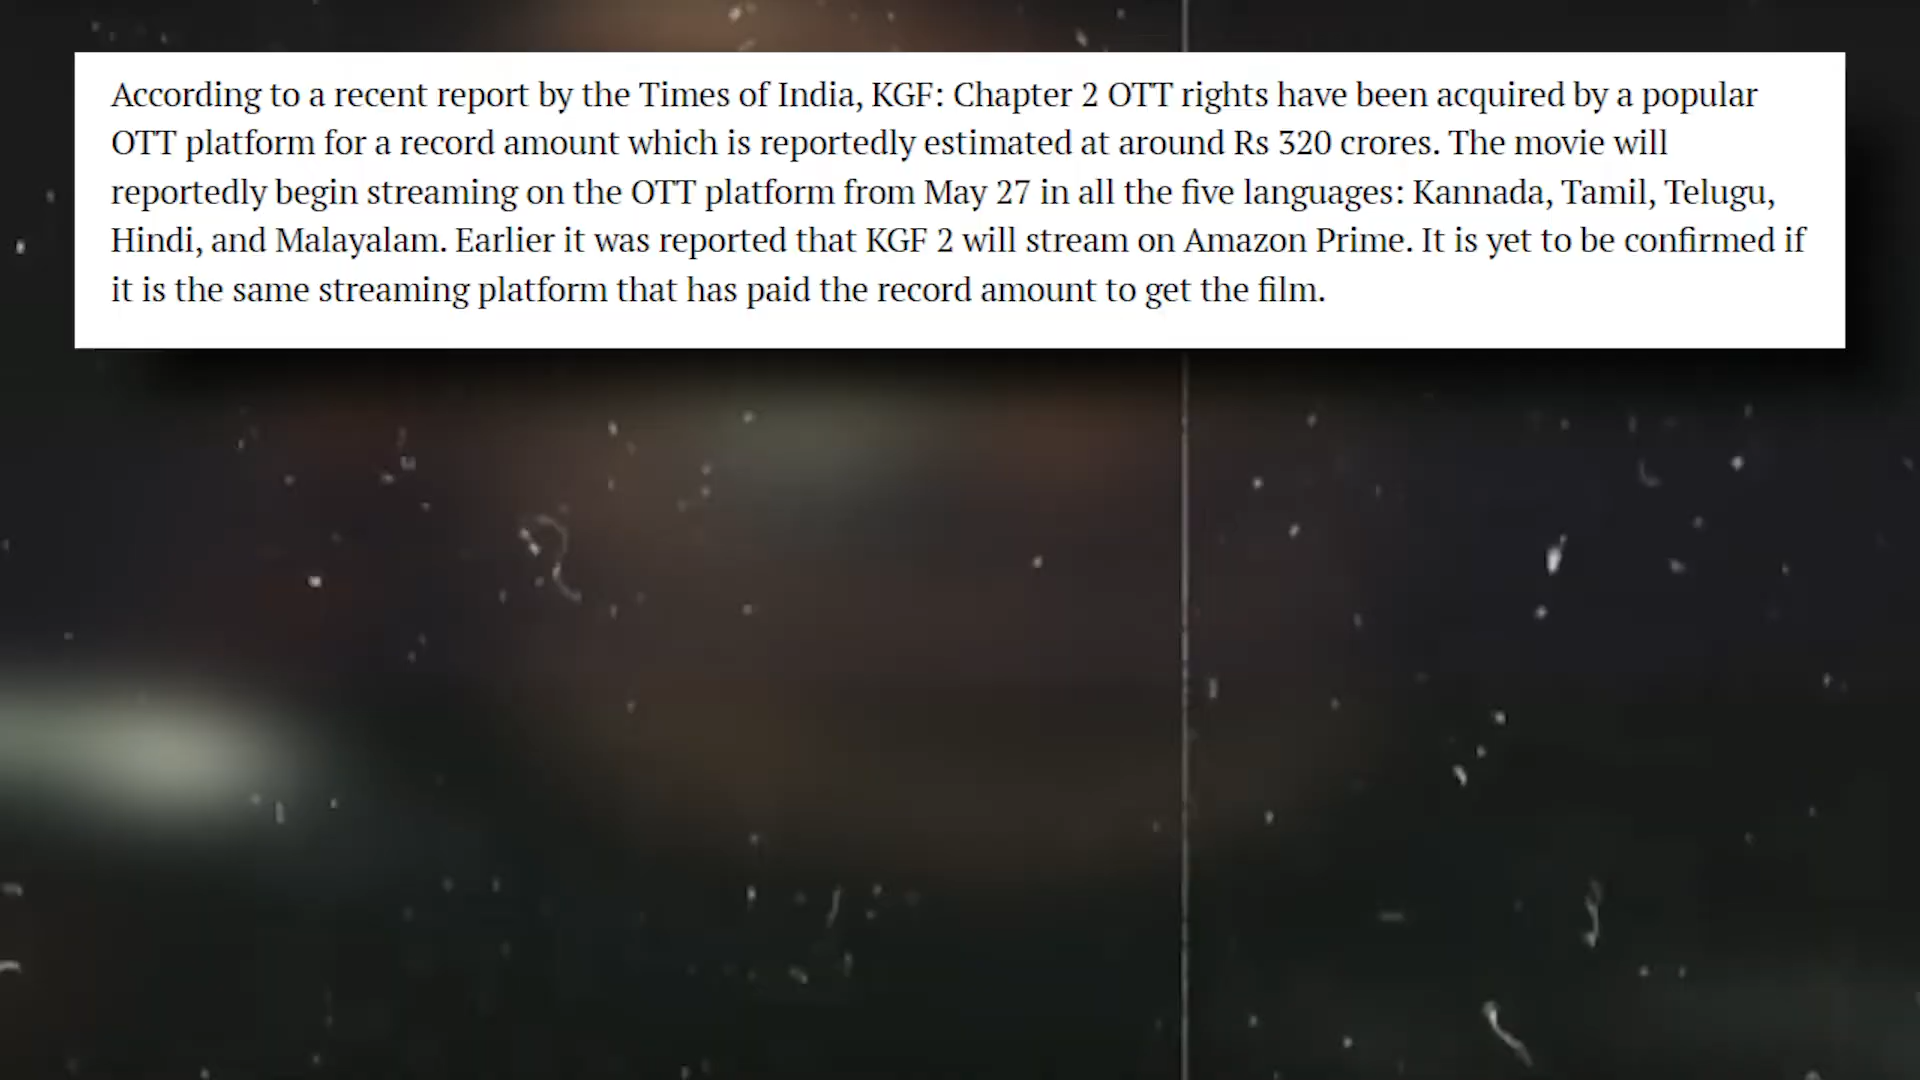 According to a recent report by the Times of India, KGF: Chapter 2 OTT rights have been acquired by a popular
OTT platform for a record amount which is reportedly estimated at around Rs 320 crores. The movie will
reportedly begin streaming on the OTT platform from May 27 in all the five languages: Kannada, Tamil, Telugu,
Hindi, and Malayalam. Earlier it was reported that KGF 2 will stream on Amazon Prime. It is yet to be confirmed if
it is the same streaming platform that has paid the record amount to get the film.